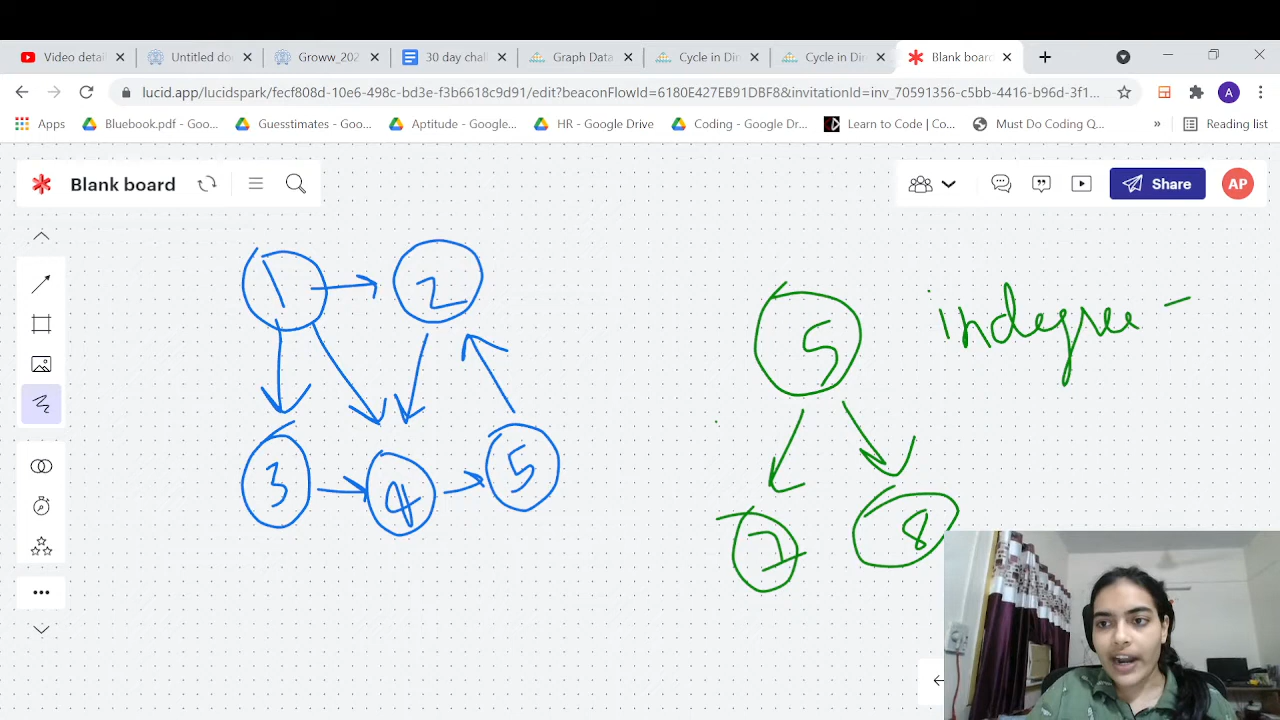 Video detail
Untitled do
Groww_202
30 day chall
Graph Data
Cycle in Dir
Cycle in Dir
Blank board
lucid.app/lucidspark/fecf808d-10e6-498c-bd3e-f3b6618c9d91/edit?beaconFlowId=6180E427EB91DBF8&invitationId=inv_70591356-c5bb-4416-b96d-3f1...
A
Apps
Bluebook.pdf - Goo...
Guesstimates - Goo...
Aptitude - Google...
HR - Google Drive
Coding - Google Dr...
Learn to Code | Co...
Must Do Coding Q...
»
Reading list
Blank board
Share
AP
1
2
3
4
5
5
8
indegree -